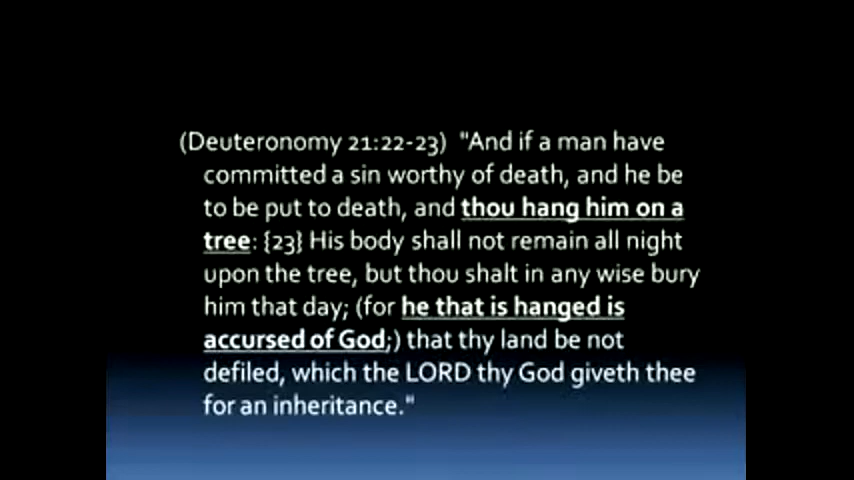 (Deuteronomy 21:22-23) "And if a man have
committed a sin worthy of death, and he be
to be put to death, and thou hang him on a
tree: {23} His body shall not remain all night
upon the tree, but thou shalt in any wise bury
him that day; (for he that is hanged is
accursed of God;) that thy land be not
defiled, which the LORD thy God giveth thee
for an inheritance."